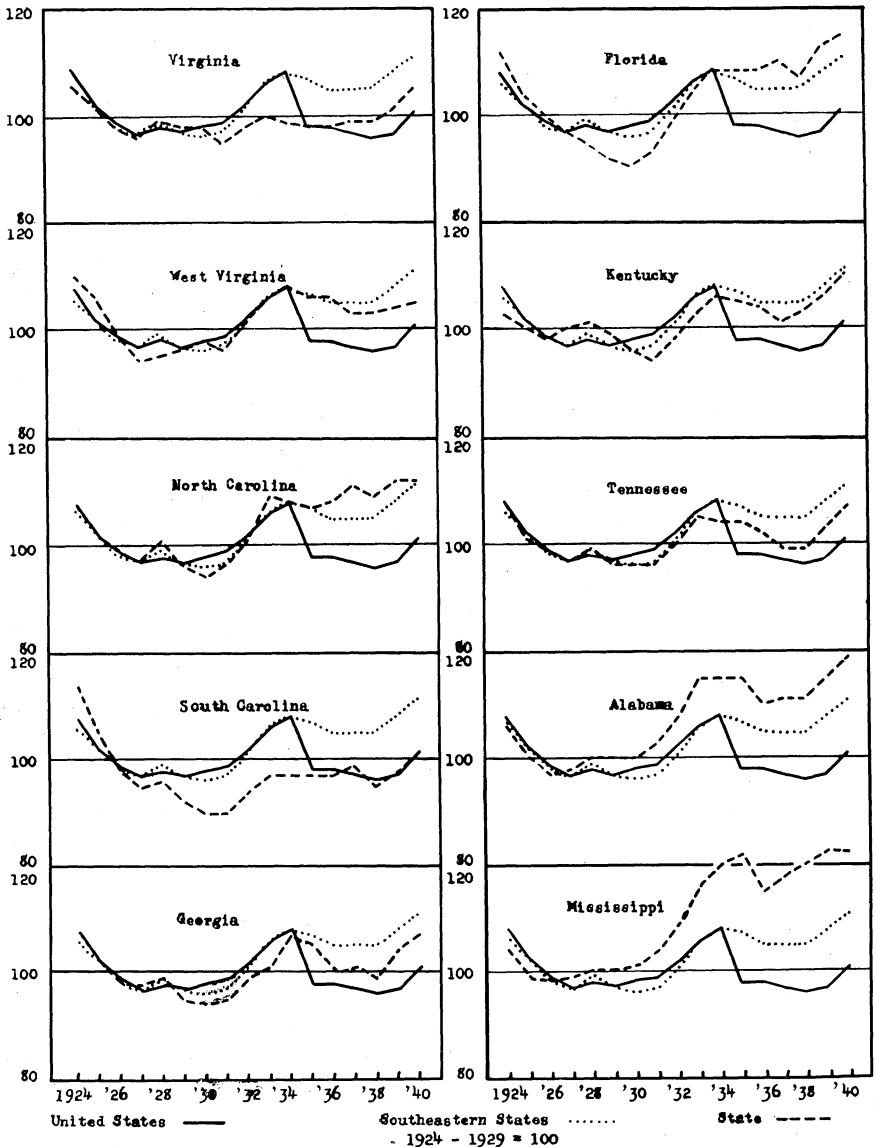 120
Virginia
Florida
100
100
80
80
120
120
West Virginia
Kentucky
100
100
80
80
120
120
North Carolina
Tennessee
100
100
80
80
120
120
South Carolina
Alabama
100
100
80
80
120
120
Georgia
Mississippi
100
100
80
80
1924 '26 '28 '30 '32 '34 '36 '38 '40
1924 '26 '28 '30 '32 '34 '36 '38 '40
United States Southeastern States State
1924 - 1929 = 100